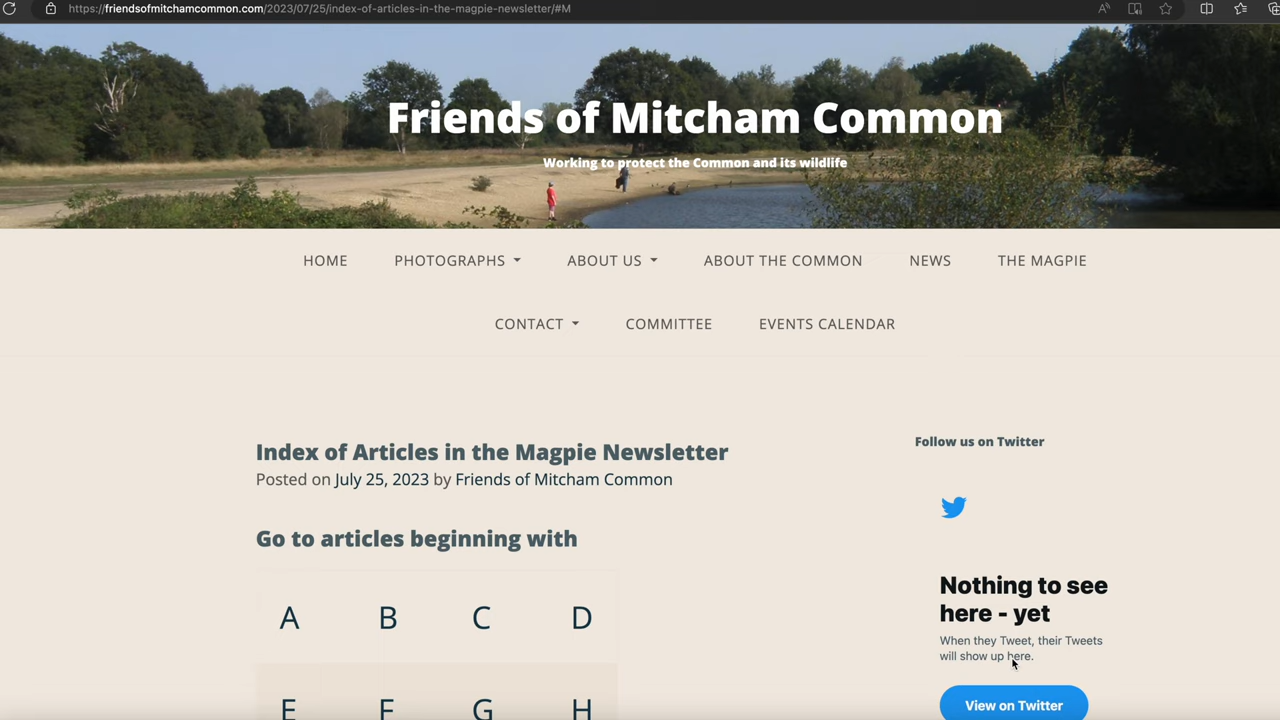 https://friendsofmitchamcommon.com/2023/07/25/index-of-articles-in-the-magpie-newsletter/#M
Friends of Mitcham Common
Working to protect the Common and its wildlife
HOME PHOTOGRAPHS ABOUT US ABOUT THE COMMON NEWS THE MAGPIE
CONTACT COMMITTEE EVENTS CALENDAR
Index of Articles in the Magpie Newsletter
Posted on July 25, 2023 by Friends of Mitcham Common
Go to articles beginning with
A B C D
E F G H
Follow us on Twitter
Nothing to see
here - yet
When they Tweet, their Tweets
will show up here.
View on Twitter